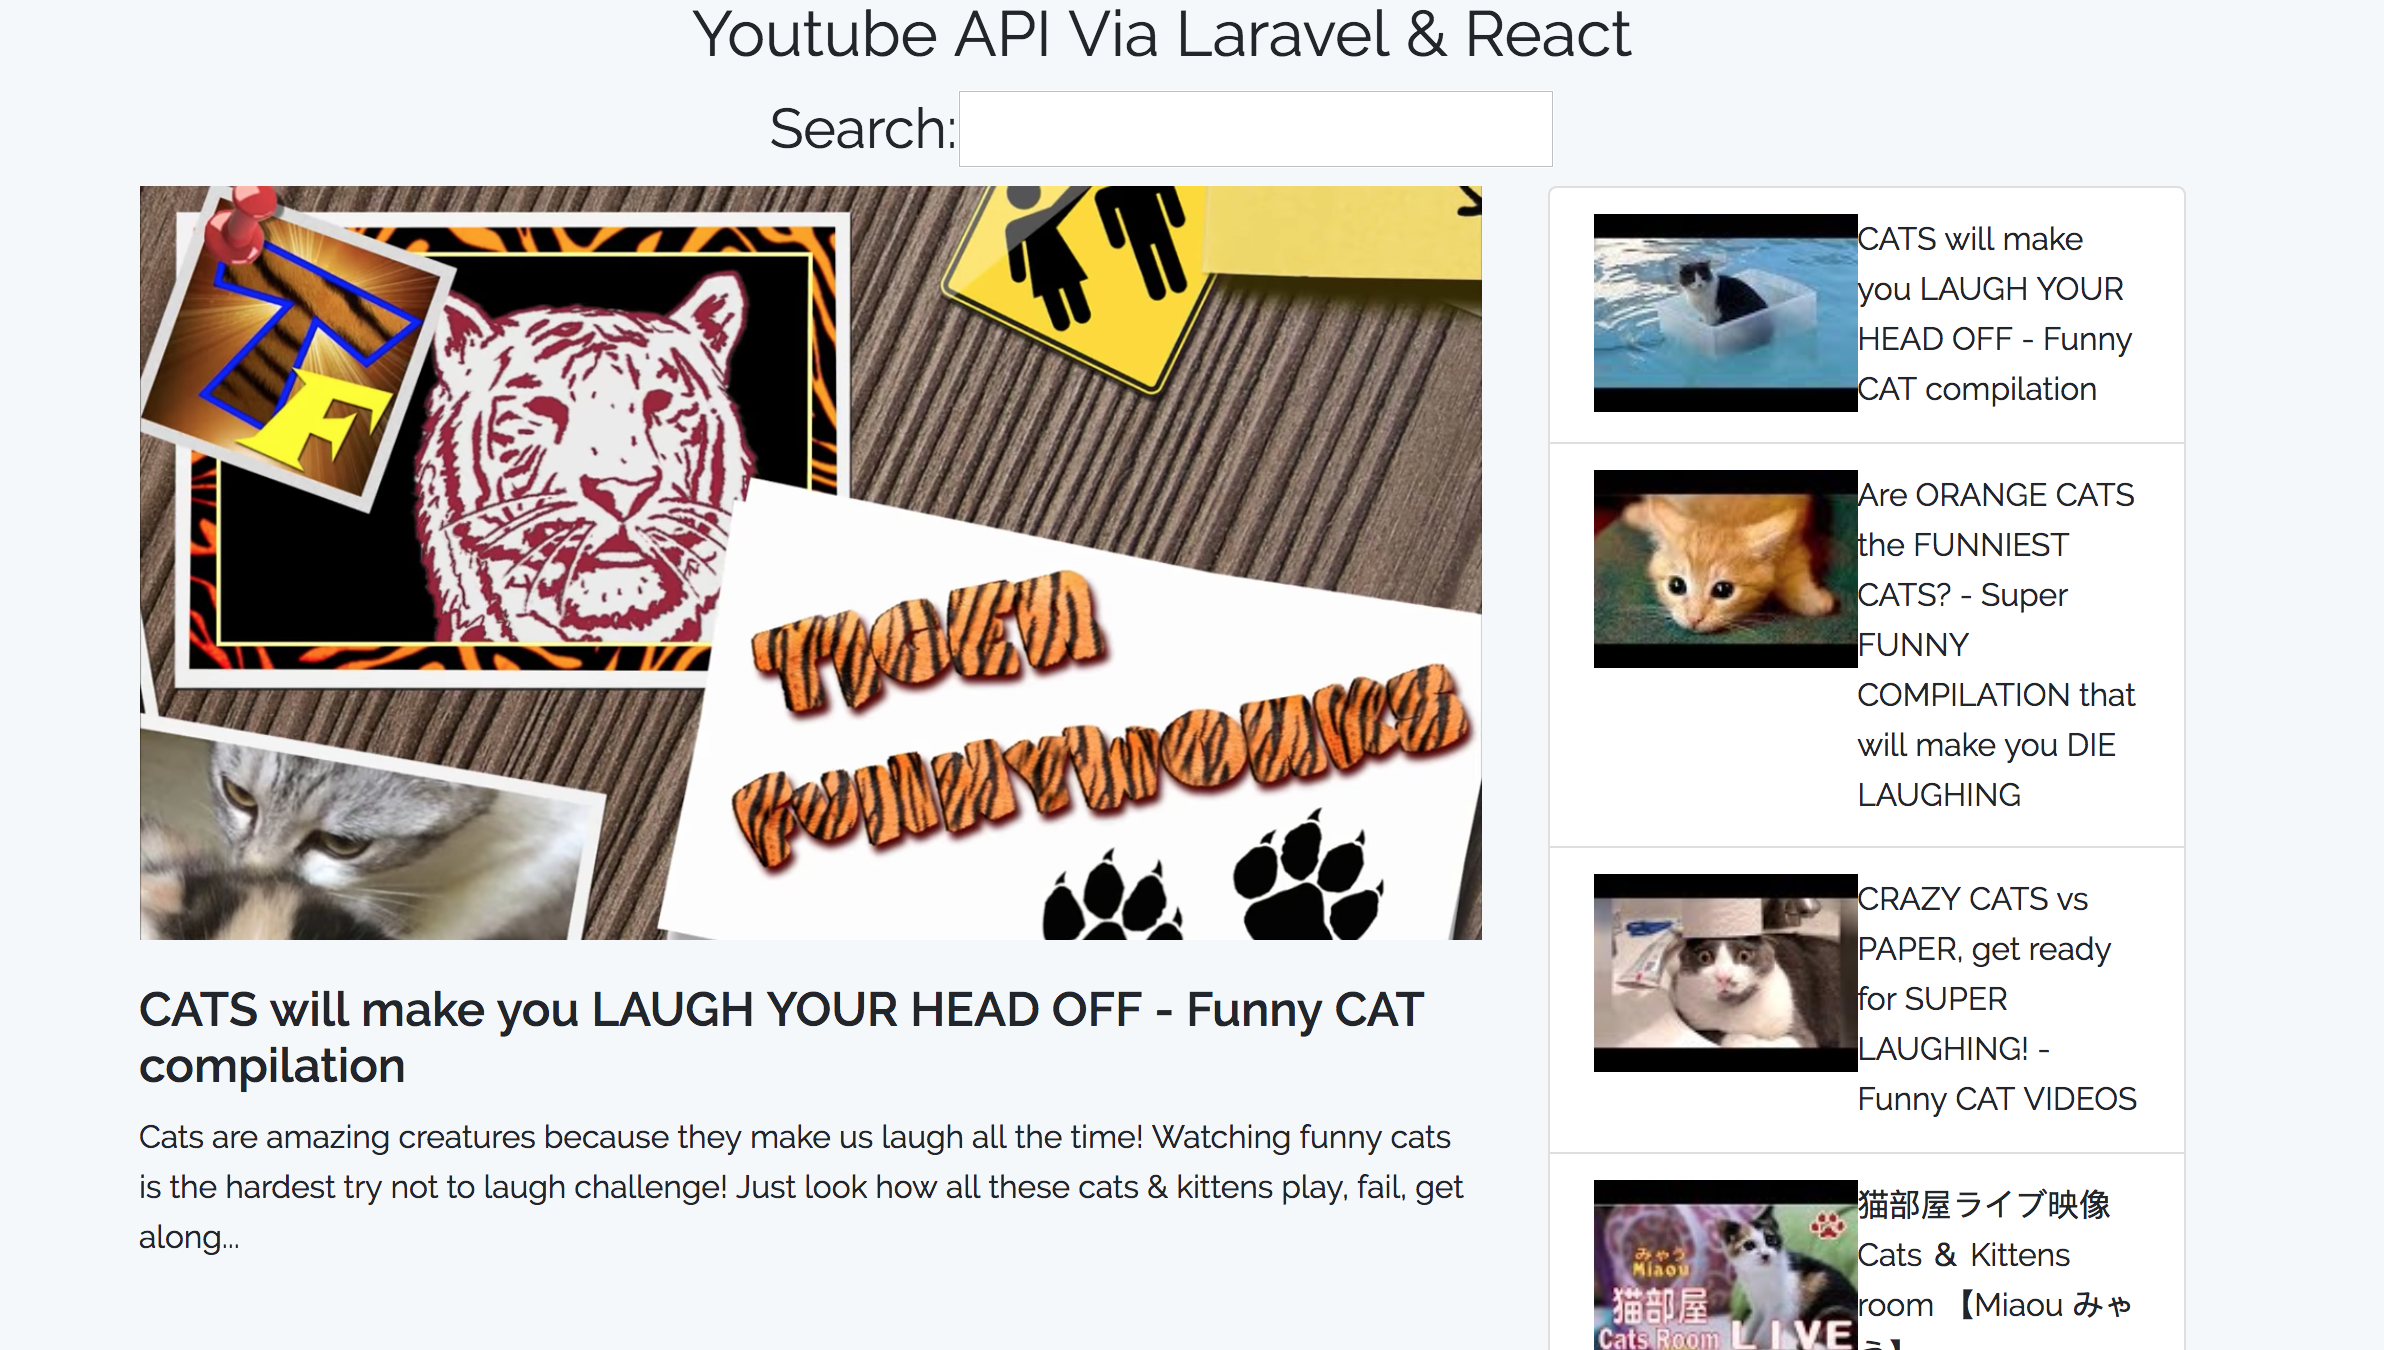 Youtube API Via Laravel & React
Search:
TF
TIGER
FUNNYWORKS
CATS will make you LAUGH YOUR HEAD OFF - Funny CAT
compilation
Cats are amazing creatures because they make us laugh all the time! Watching funny cats
is the hardest try not to laugh challenge! Just look how all these cats & kittens play, fail, get
along...
CATS will make
you LAUGH YOUR
HEAD OFF - Funny
CAT compilation
Are ORANGE CATS
the FUNNIEST
CATS? - Super
FUNNY
COMPILATION that
will make you DIE
LAUGHING
CRAZY CATS vs
PAPER, get ready
for SUPER
LAUGHING! -
Funny CAT VIDEOS
みゃう
Miaou
猫部屋
Cats Room LIVE
猫部屋ライブ映像
Cats & Kittens
room 【Miaou みゃ
う】